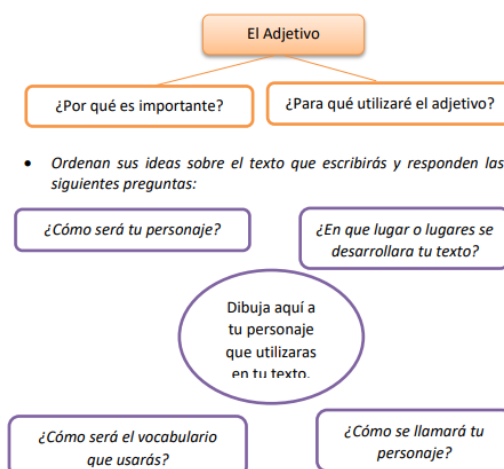 El Adjetivo
¿Por qué es importante?
¿Para qué utilizaré el adjetivo?
• Ordenan sus ideas sobre el texto que escribirás y responden las
siguientes preguntas:
¿Cómo será tu personaje?
¿En que lugar o lugares se
desarrollara tu texto?
Dibuja aquí a
tu personaje
que utilizaras
en tu texto.
¿Cómo será el vocabulario
que usarás?
¿Cómo se llamará tu
personaje?